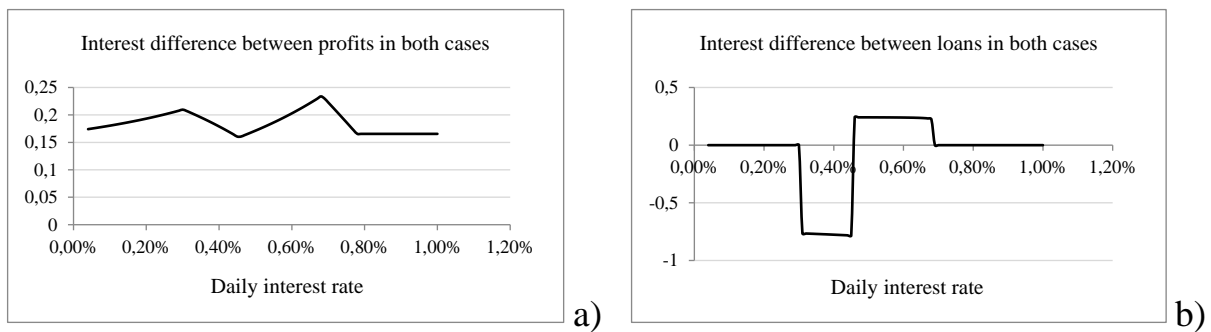 Interest difference between profits in both cases
0,25
0,2
0,15
0,1
0,05
0
0,00% 0,20% 0,40% 0,60% 0,80% 1,00% 1,20%
Daily interest rate
a)
Interest difference between loans in both cases
0,5
0
0,00% 0,20% 0,40% 0,60% 0,80% 1,00% 1,20%
-0,5
-1
Daily interest rate
b)